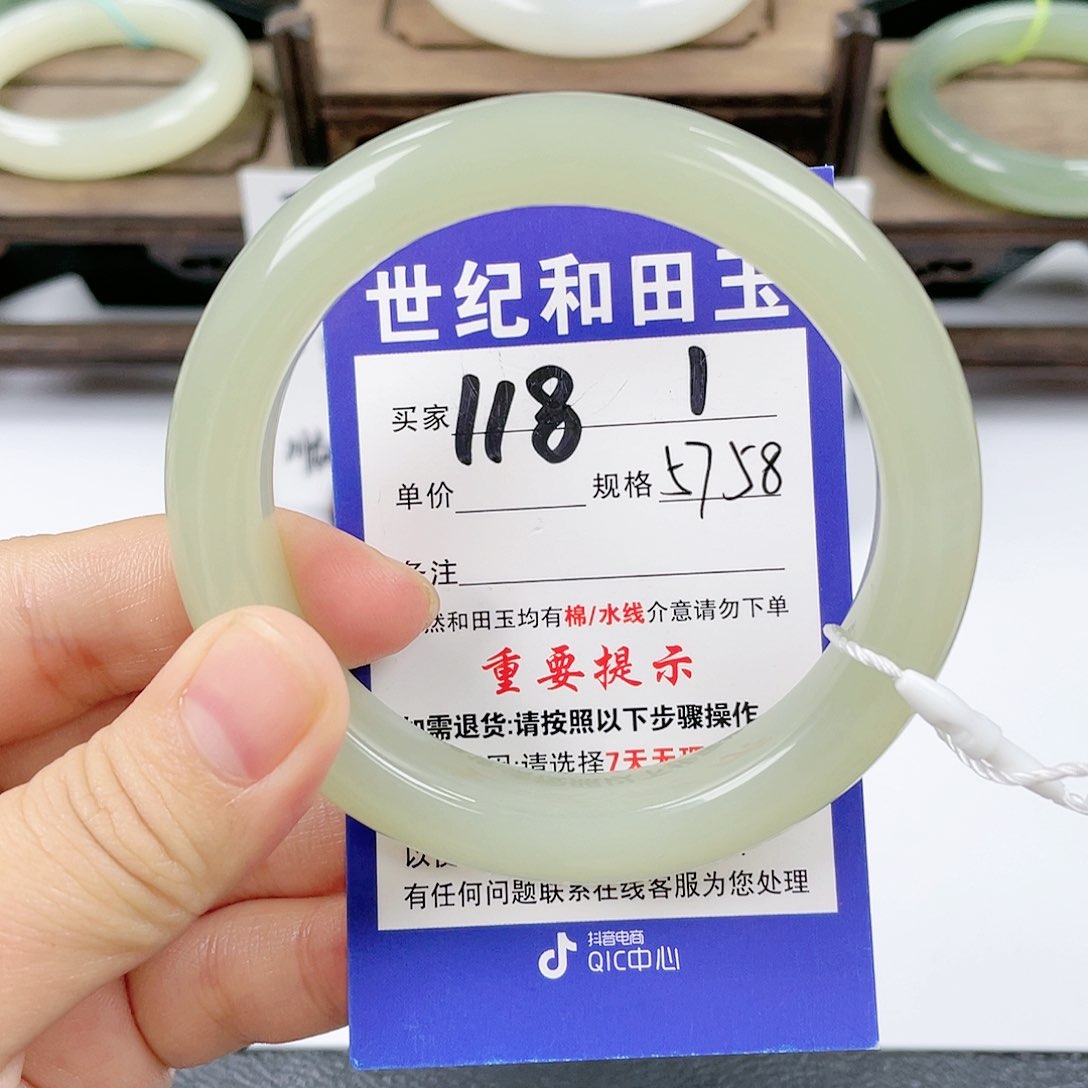 世纪和田玉
买家 118 1
单价 规格 5758
备注
然和田玉均有棉/水线介意请勿下单
重要提示
如需退货:请按照以下步骤操作
:请选择7天无理
以
有任何问题联系在线客服为您处理
抖音电商
QIC中心